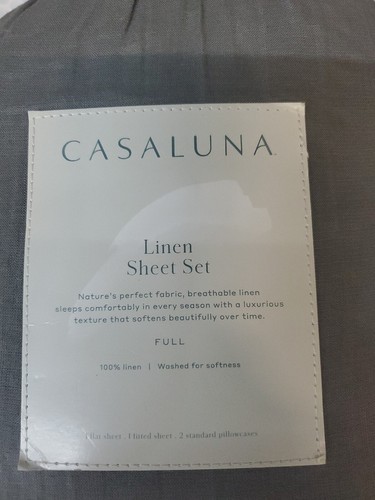 CASALUNA
Linen
Sheet Set
Nature's perfect fabric, breathable linen
sleeps comfortably in every season with a luxurious
texture that softens beautifully over time.
FULL
100% linen | Washed for softness
1 flat sheet . 1 fitted sheet . 2 standard pillowcases